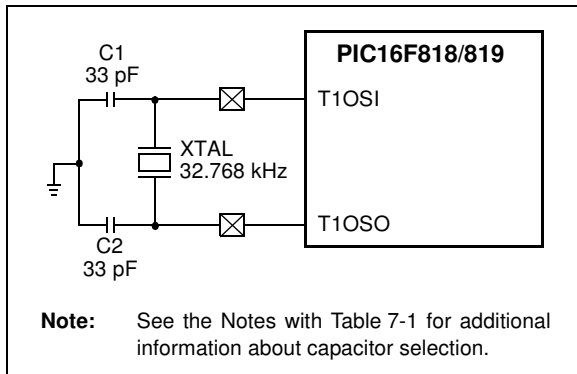 C1
33 pF
PIC16F818/819
T1OSI
XTAL
32.768 kHz
T1OSO
C2
33 pF
Note: See the Notes with Table 7-1 for additional
information about capacitor selection.